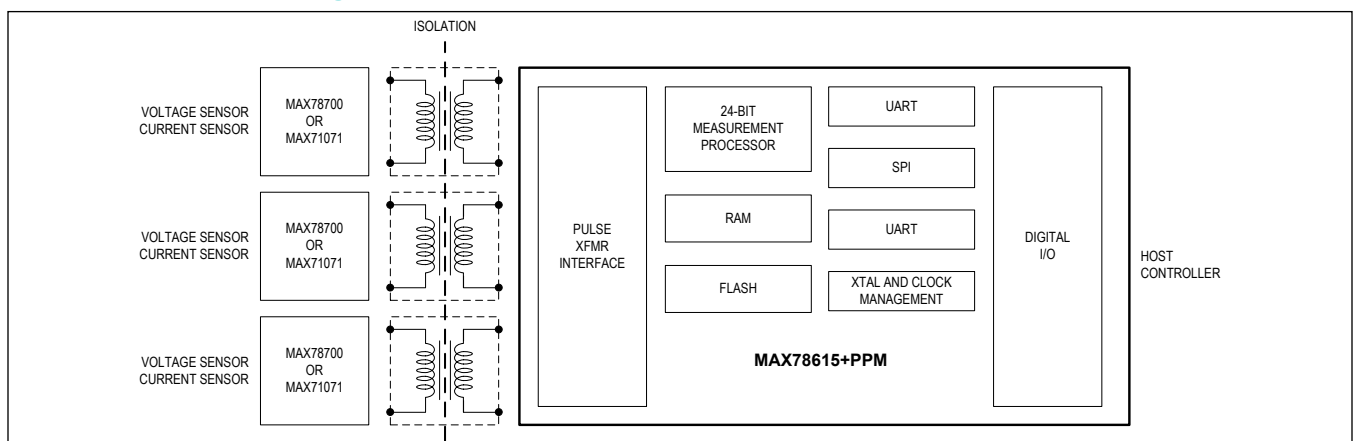 ISOLATION
VOLTAGE SENSOR
CURRENT SENSOR
MAX78700
OR
MAX71071
VOLTAGE SENSOR
CURRENT SENSOR
MAX78700
OR
MAX71071
VOLTAGE SENSOR
CURRENT SENSOR
MAX78700
OR
MAX71071
PULSE
XFMR
INTERFACE
24-BIT
MEASUREMENT
PROCESSOR
RAM
FLASH
UART
SPI
UART
XTAL AND CLOCK
MANAGEMENT
MAX78615+PPM
DIGITAL
I/O
HOST
CONTROLLER